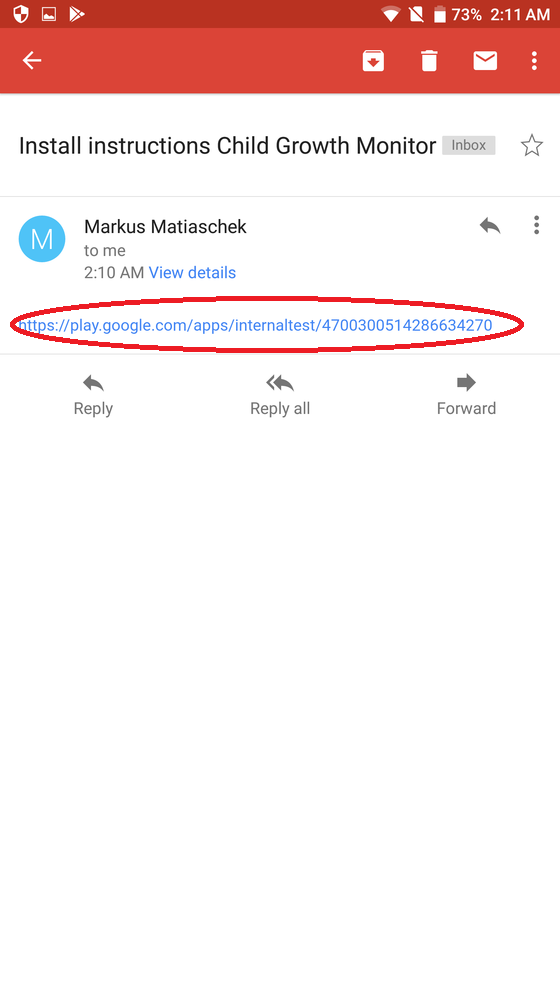 73% 2:11 AM
Install instructions Child Growth Monitor Inbox
M
Markus Matiaschek
to me
2:10 AM View details
https://play.google.com/apps/internaltest/4700300514286634270
Reply Reply all Forward